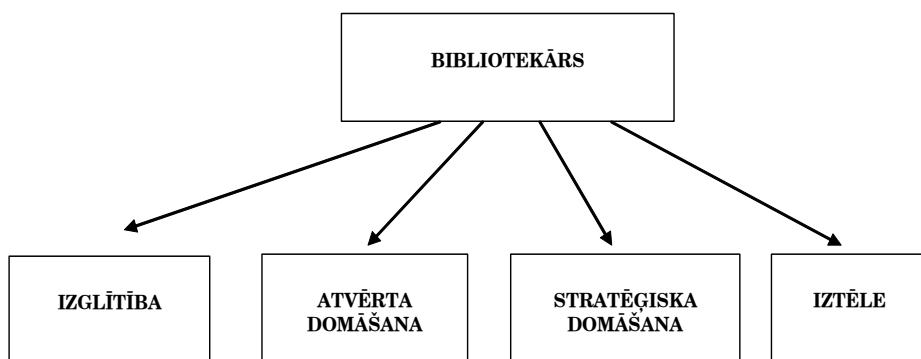 BIBLIOTEKĀRS
IZGLĪTĪBA
ATVĒRTA
DOMĀŠANA
STRATĒĢISKA
DOMĀŠANA
IZTĒLE